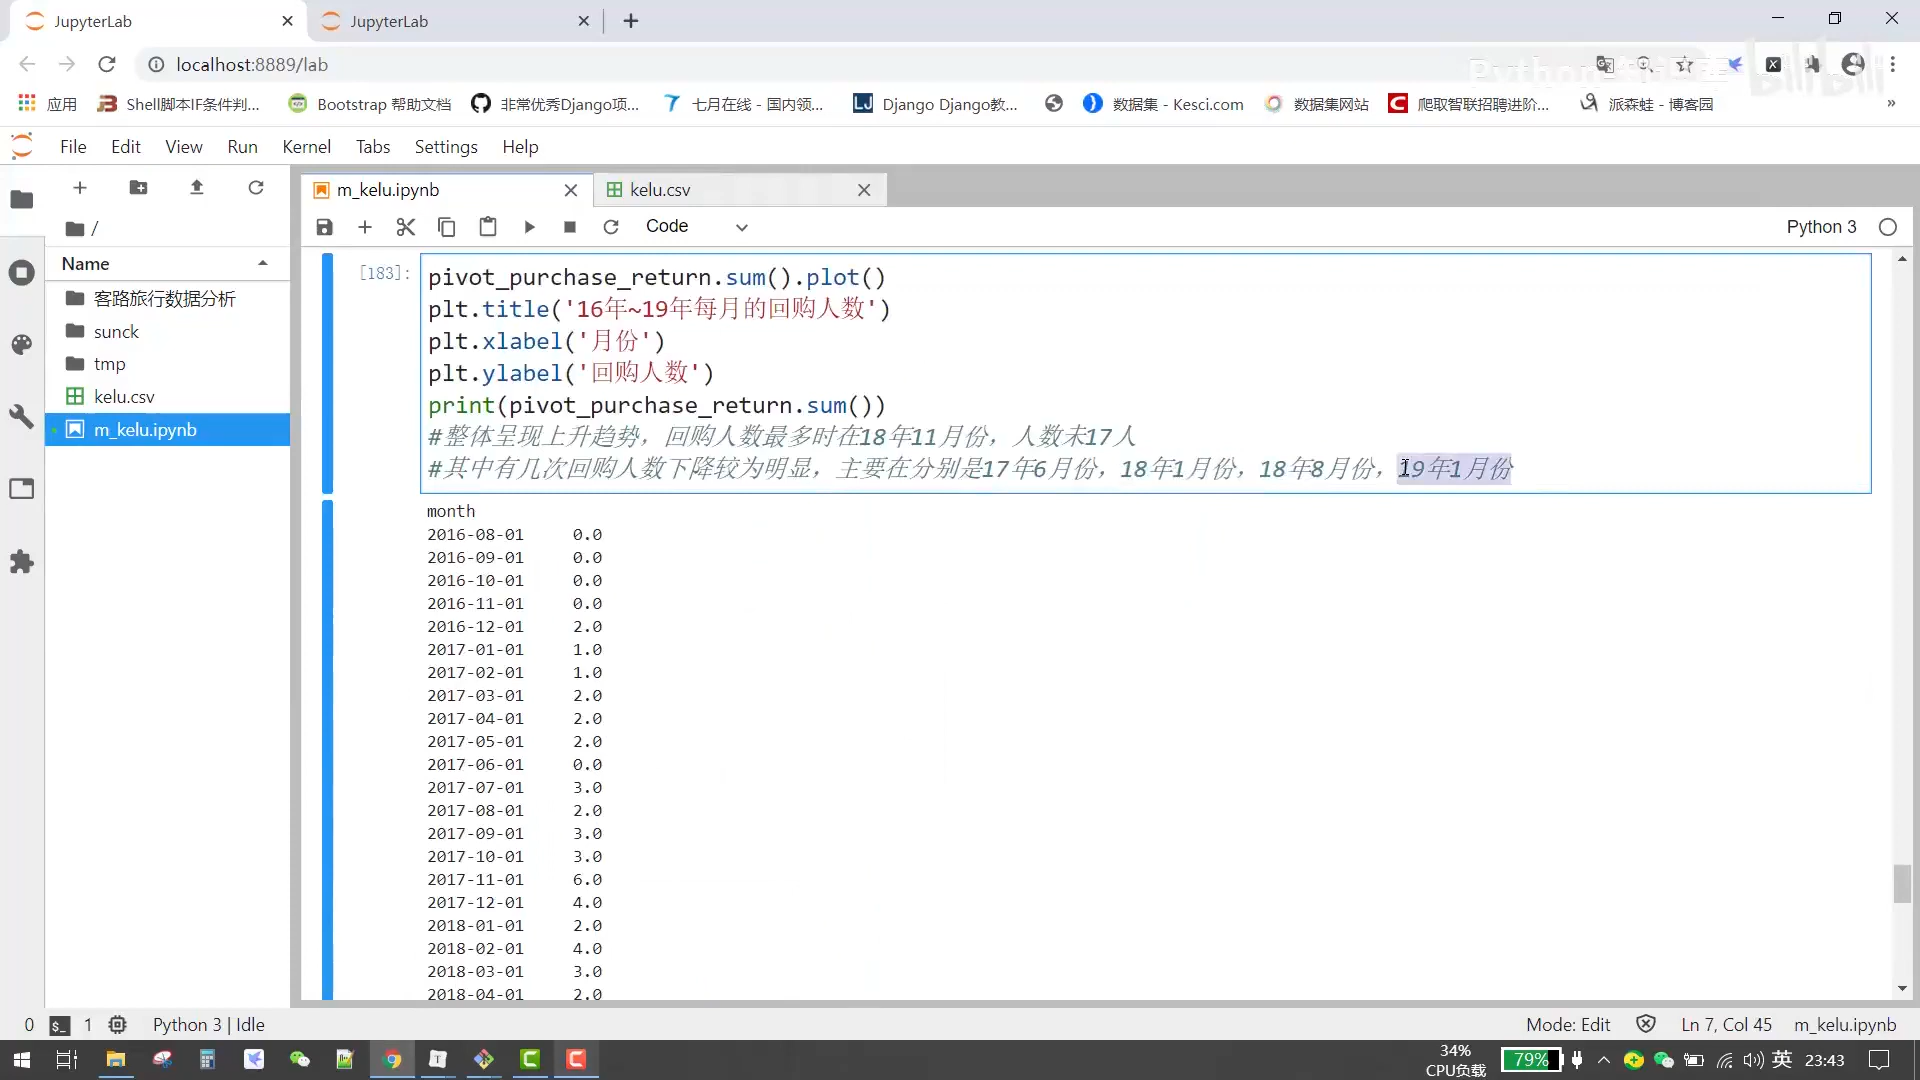 JupyterLab
JupyterLab
localhost:8889/lab
应用
Shell脚本IF条件判...
Bootstrap 帮助文档
非常优秀Django项...
七月在线 - 国内领...
Django Django教...
数据集 - Kesci.com
数据集网站
爬取智联招聘进阶...
派森蛙 - 博客园
»
bilibili
File Edit View Run Kernel Tabs Settings Help
m_kelu.ipynb
kelu.csv
/
Code
Python 3
Name
客路旅行数据分析
sunck
tmp
kelu.csv
m_kelu.ipynb
[183]:
pivot_purchase_return.sum().plot()
plt.title('16年~19年每月的回购人数')
plt.xlabel('月份')
plt.ylabel('回购人数')
print(pivot_purchase_return.sum())
#整体呈现上升趋势，回购人数最多时在18年11月份，人数未17人
#其中有几次回购人数下降较为明显，主要在分别是17年6月份，18年1月份，18年8月份，19年1月份
month
2016-08-01 0.0
2016-09-01 0.0
2016-10-01 0.0
2016-11-01 0.0
2016-12-01 2.0
2017-01-01 1.0
2017-02-01 1.0
2017-03-01 2.0
2017-04-01 2.0
2017-05-01 2.0
2017-06-01 0.0
2017-07-01 3.0
2017-08-01 2.0
2017-09-01 3.0
2017-10-01 3.0
2017-11-01 6.0
2017-12-01 4.0
2018-01-01 2.0
2018-02-01 4.0
2018-03-01 3.0
2018-04-01 2.0
0
1
Python 3 | Idle
Mode: Edit
Ln 7, Col 45
m_kelu.ipynb
34%
CPU负载
79%
英
23:43